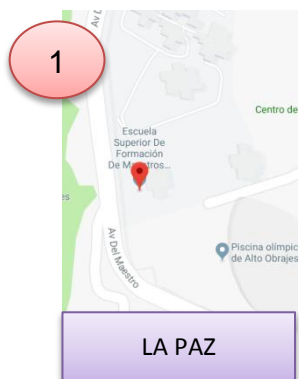 1
Av D
Centro de
Escuela
Superior De
Formación
De Maestros...
es
Av Del Maestro
Piscina olímpic
de Alto Obrajes
LA PAZ